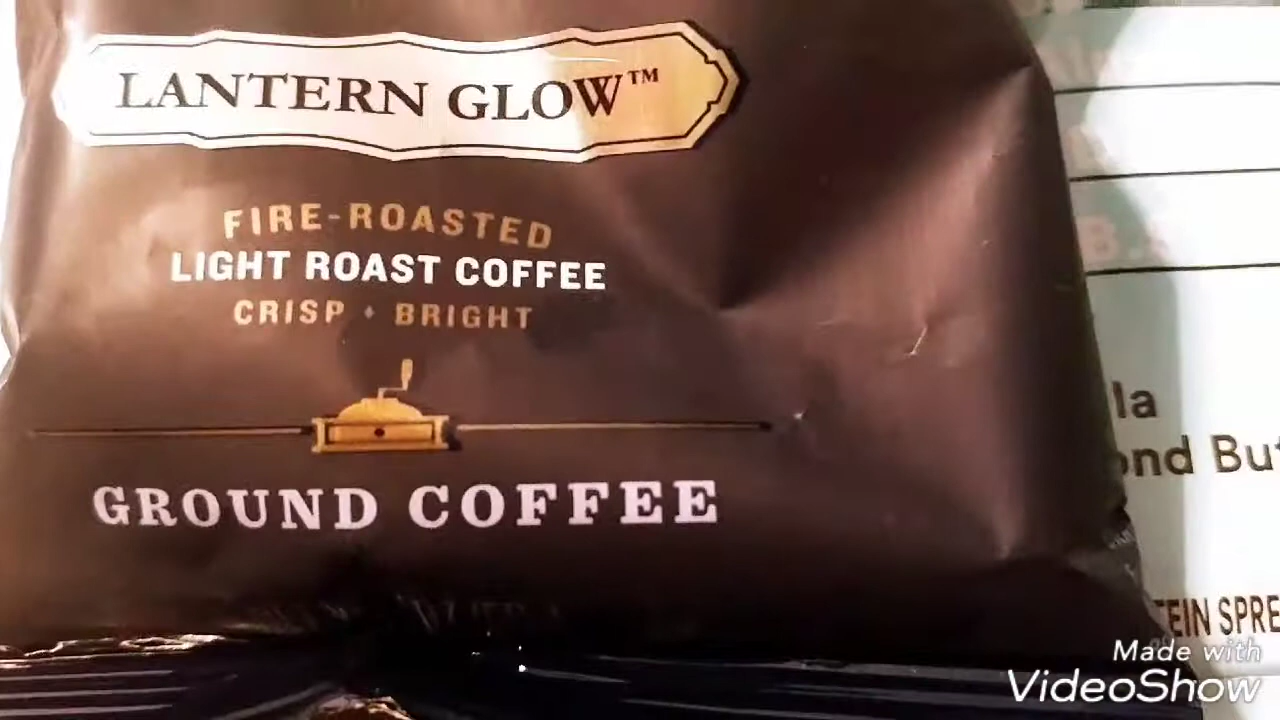 LANTERN GLOW™
FIRE-ROASTED
LIGHT ROAST COFFEE
CRISP • BRIGHT
GROUND COFFEE
la
ond But
TEIN SPRE
Made with
VideoShow